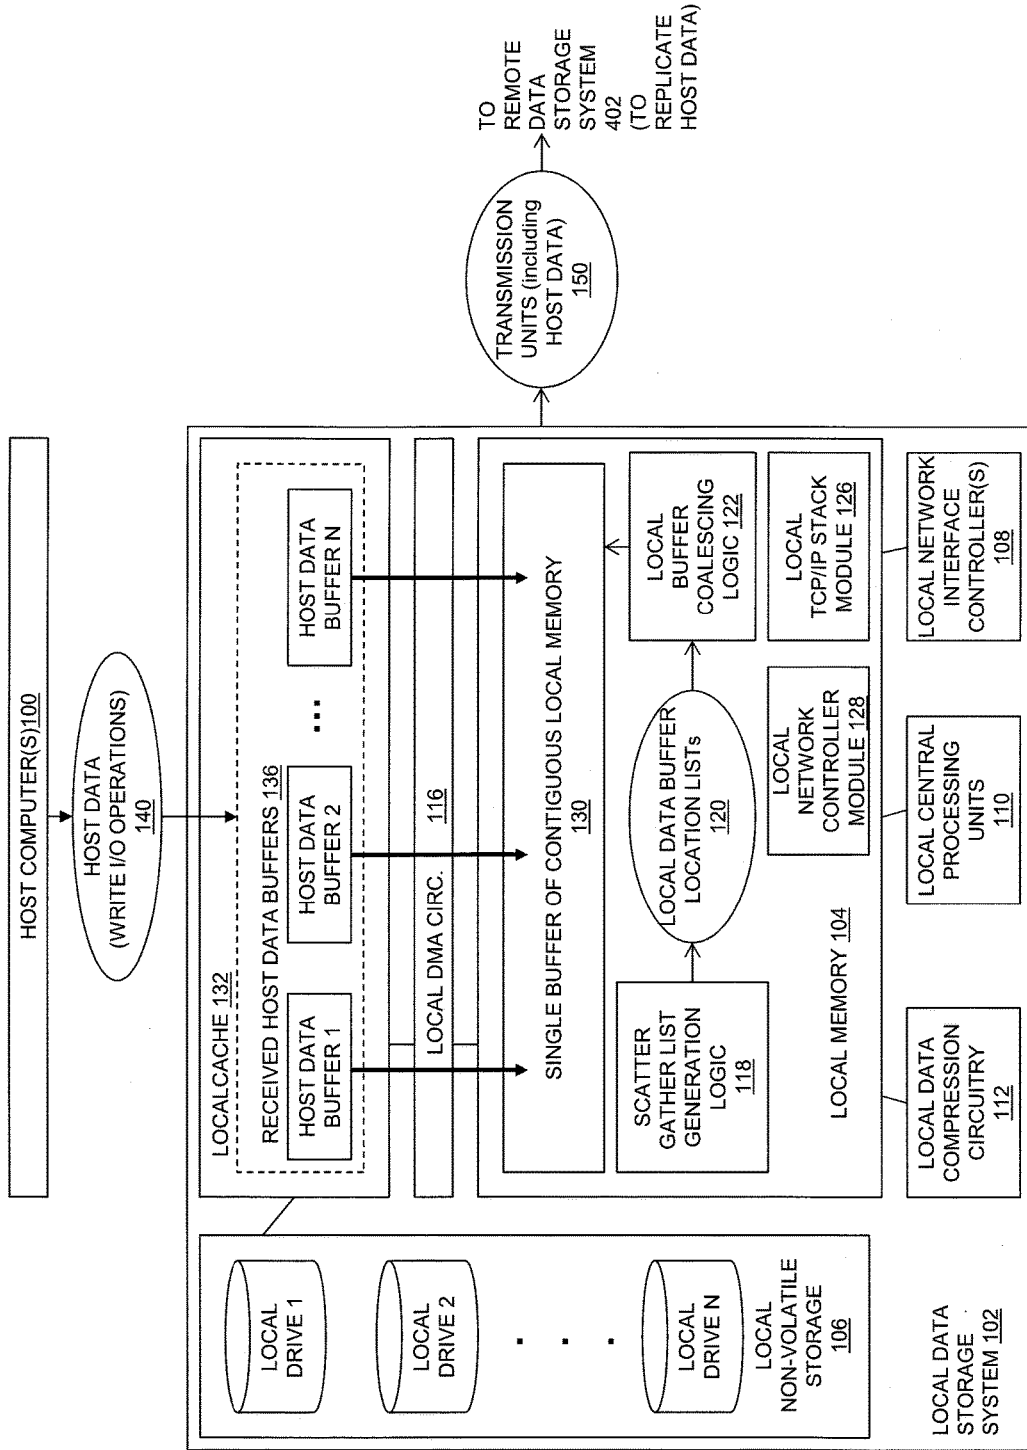 HOST COMPUTER(S)100
HOST DATA
(WRITE I/O OPERATIONS)
140
LOCALCACHE 132
RECEIVED HOST DATA BUFFERS 136
HOST DATA
BUFFER 1
HOST DATA
BUFFER 2
...
HOST DATA
BUFFER N
LOCAL DMA CIRC. 116
SINGLE BUFFER OF CONTIGUOUS LOCAL MEMORY
130
SCATTER
GATHER LIST
GENERATION
LOGIC
118
LOCAL DATA BUFFER
LOCATION LISTs
120
LOCAL
BUFFER
COALESCING
LOGIC 122
LOCAL
NETWORK
CONTROLLER
MODULE 128
LOCAL
TCP/IP STACK
MODULE 126
LOCAL MEMORY 104
LOCAL DATA
COMPRESSION
CIRCUITRY
112
LOCAL CENTRAL
PROCESSING
UNITS
110
LOCAL NETWORK
INTERFACE
CONTROLLER(S)
108
LOCAL
DRIVE 1
LOCAL
DRIVE 2
. . .
LOCAL
DRIVE N
LOCAL
NON-VOLATILE
STORAGE
106
LOCAL DATA
STORAGE
SYSTEM 102
TRANSMISSION
UNITS (including
HOST DATA)
150
TO
REMOTE
DATA
STORAGE
SYSTEM
402
(TO
REPLICATE
HOST DATA)